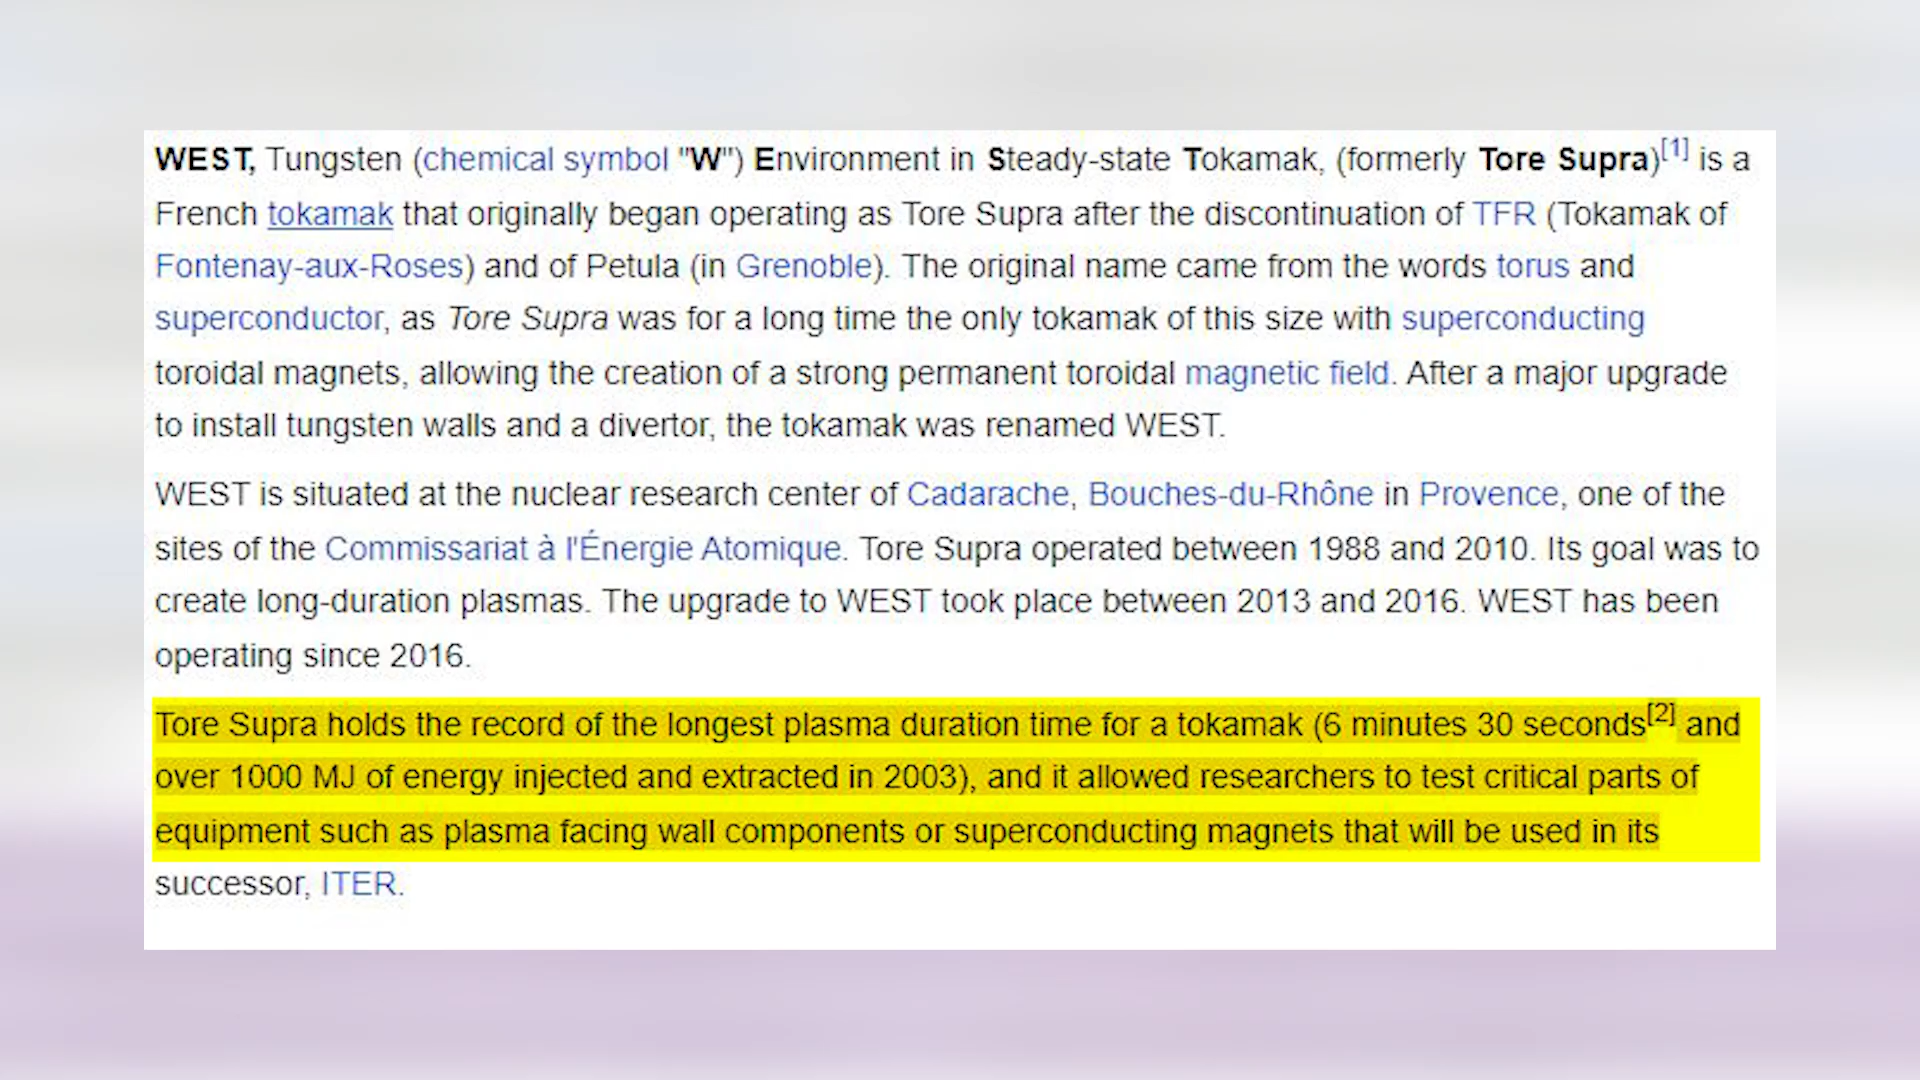 WEST, Tungsten (chemical symbol "W") Environment in Steady-state Tokamak, (formerly Tore Supra)[1] is a
French tokamak that originally began operating as Tore Supra after the discontinuation of TFR (Tokamak of
Fontenay-aux-Roses) and of Petula (in Grenoble). The original name came from the words torus and
superconductor, as Tore Supra was for a long time the only tokamak of this size with superconducting
toroidal magnets, allowing the creation of a strong permanent toroidal magnetic field. After a major upgrade
to install tungsten walls and a divertor, the tokamak was renamed WEST.
WEST is situated at the nuclear research center of Cadarache, Bouches-du-Rhône in Provence, one of the
sites of the Commissariat à l'Énergie Atomique. Tore Supra operated between 1988 and 2010. Its goal was to
create long-duration plasmas. The upgrade to WEST took place between 2013 and 2016. WEST has been
operating since 2016.
Tore Supra holds the record of the longest plasma duration time for a tokamak (6 minutes 30 seconds[2] and
over 1000 MJ of energy injected and extracted in 2003), and it allowed researchers to test critical parts of
equipment such as plasma facing wall components or superconducting magnets that will be used in its
successor, ITER.